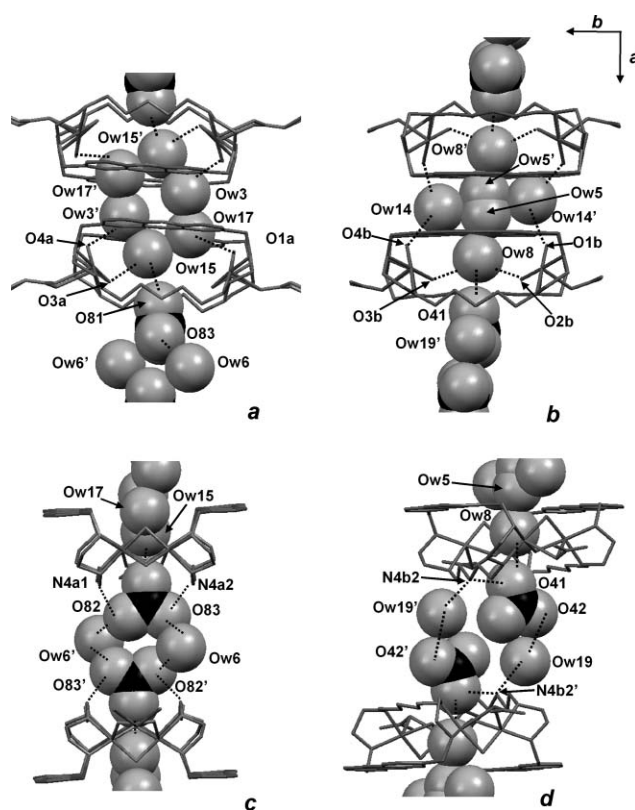 b
a
Ow15'
Ow17'
Ow3
Ow3'
Ow17
O4a
O1a
Ow15
O3a
O81
O83
Ow6'
Ow6
a
Ow8'
Ow5'
Ow5
Ow14
Ow14'
O4b
O1b
Ow8
O3b
O2b
O41
Ow19'
b
Ow17
Ow15
N4a1
N4a2
O82
O83
Ow6'
Ow6
O83'
O82'
c
Ow5
Ow8
N4b2
O41
Ow19'
O42
O42'
Ow19
N4b2'
d